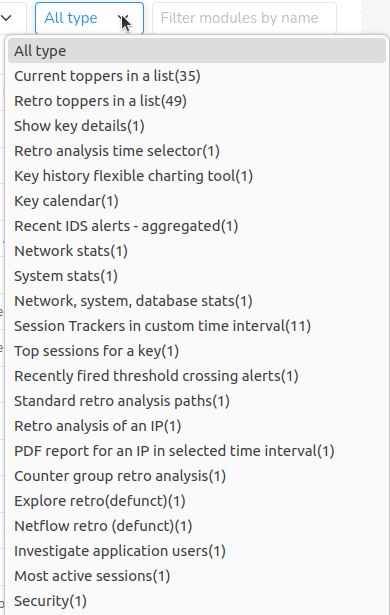 All type Filter modules by name
All type
Current toppers in a list(35)
Retro toppers in a list(49)
Show key details(1)
Retro analysis time selector(1)
Key history flexible charting tool(1)
Key calendar(1)
Recent IDS alerts - aggregated(1)
Network stats(1)
System stats(1)
Network, system, database stats(1)
Session Trackers in custom time interval(11)
Top sessions for a key(1)
Recently fired threshold crossing alerts(1)
Standard retro analysis paths(1)
Retro analysis of an IP(1)
PDF report for an IP in selected time interval(1)
Counter group retro analysis(1)
Explore retro(defunct)(1)
Netflow retro (defunct)(1)
Investigate application users(1)
Most active sessions(1)
Security(1)